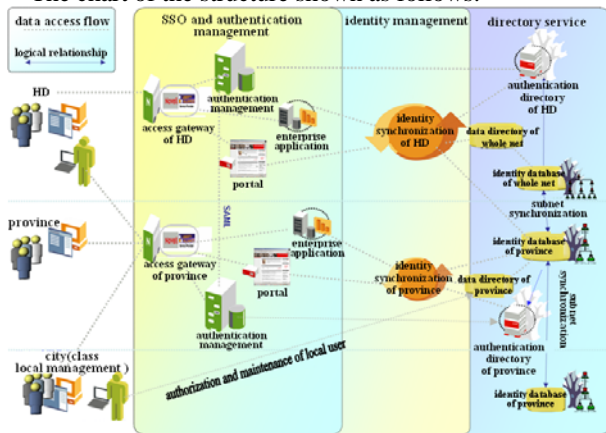 The chart of the structure shown as follows:
data access flow
logical relationship
SSO and authentication
management
identity management
directory service
HD
access gateway
of HD
authentication management
enterprise
application
portal
identity
synchronization
of HD
authentication
directory
of HD
data directory of
whole net
identity database
of whole net
subnet
synchronization
province
access gateway
of province
SAML
enterprise
application
portal
authentication
management
identity
synchronization
of province
identity database
of province
data directory
of province
sub net
synchronization
authentication
directory
of province
city(class
local management )
authorization and maintenance of local user
identity database
of province